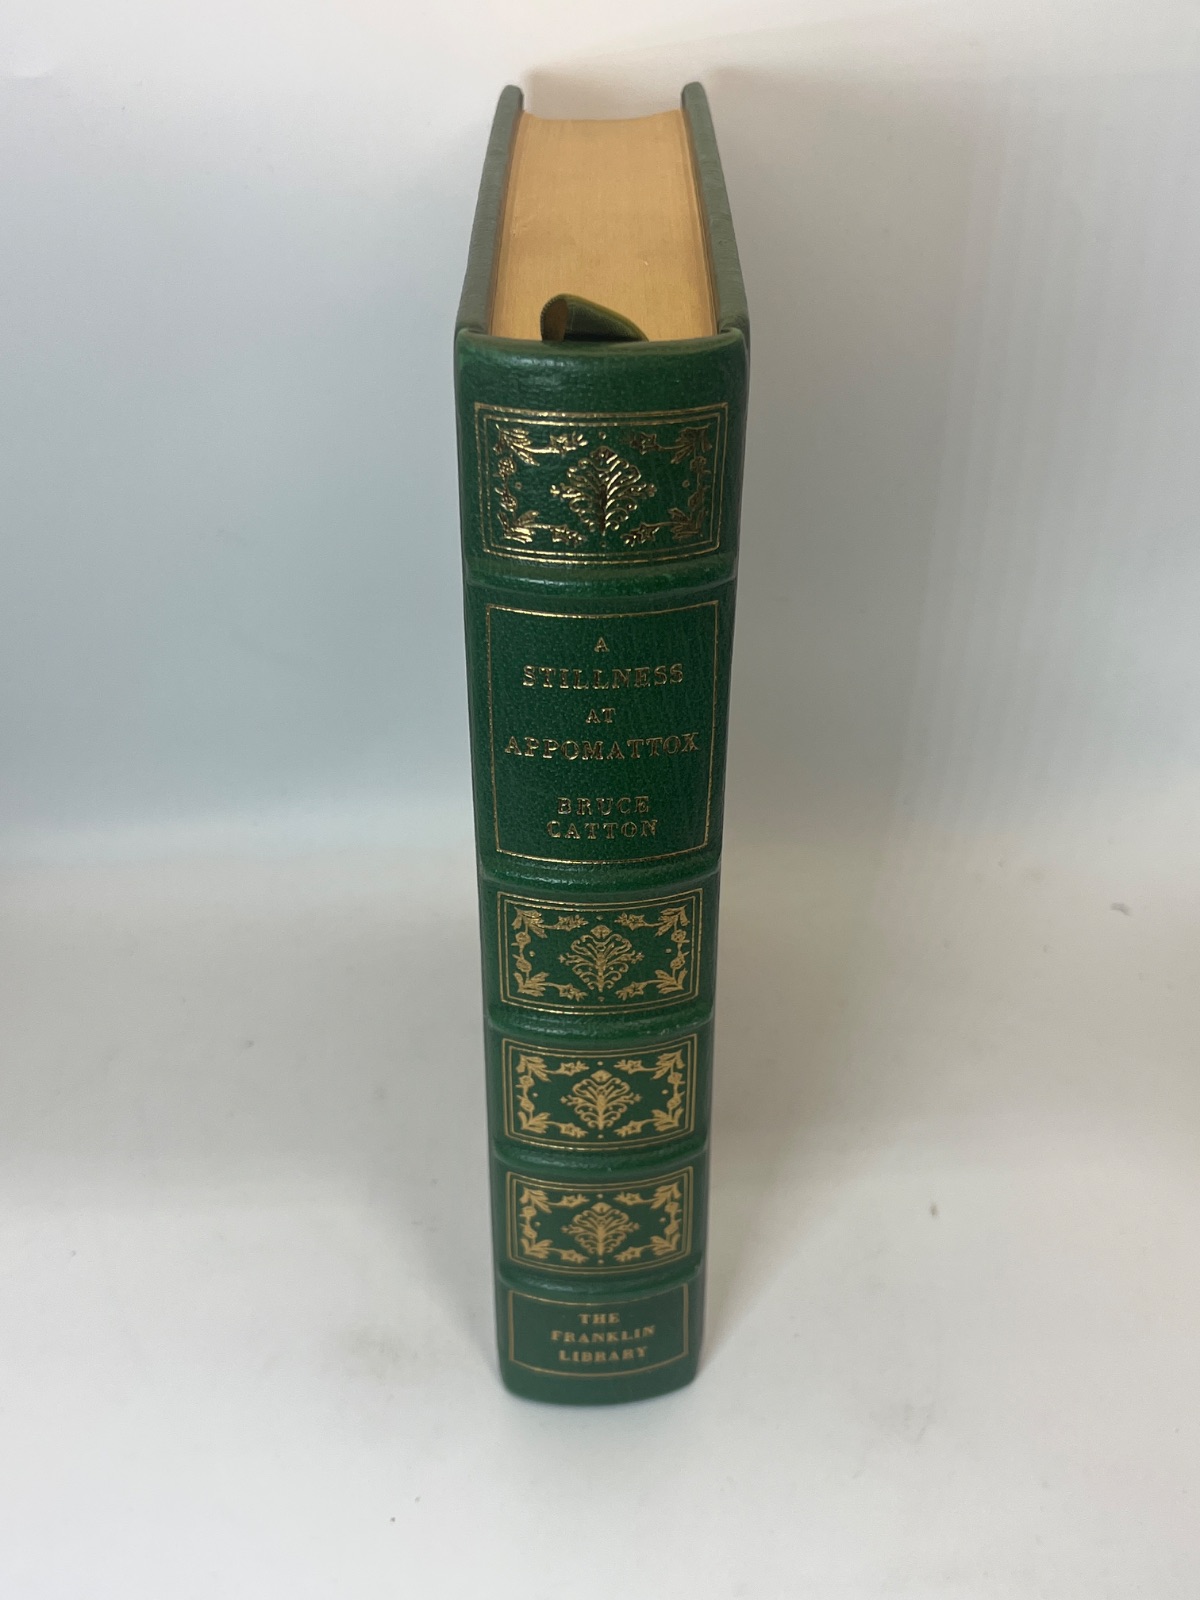 A
STILLNESS
AT
APPOMATTOX
BRUCE
CATTON
THE
FRANKLIN
LIBRARY